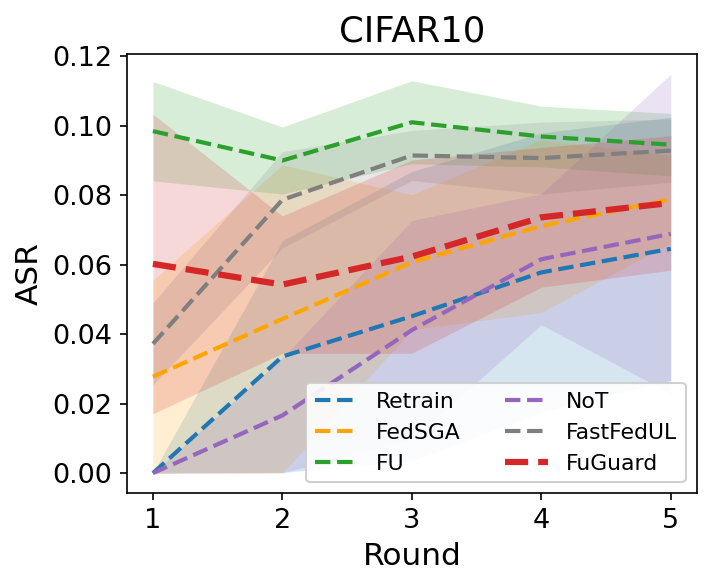 CIFAR10
0.12
0.10
0.08
0.06
0.04
0.02
0.00
ASR
Retrain
FedSGA
FU
NoT
FastFedUL
FuGuard
1 2 3 4 5
Round